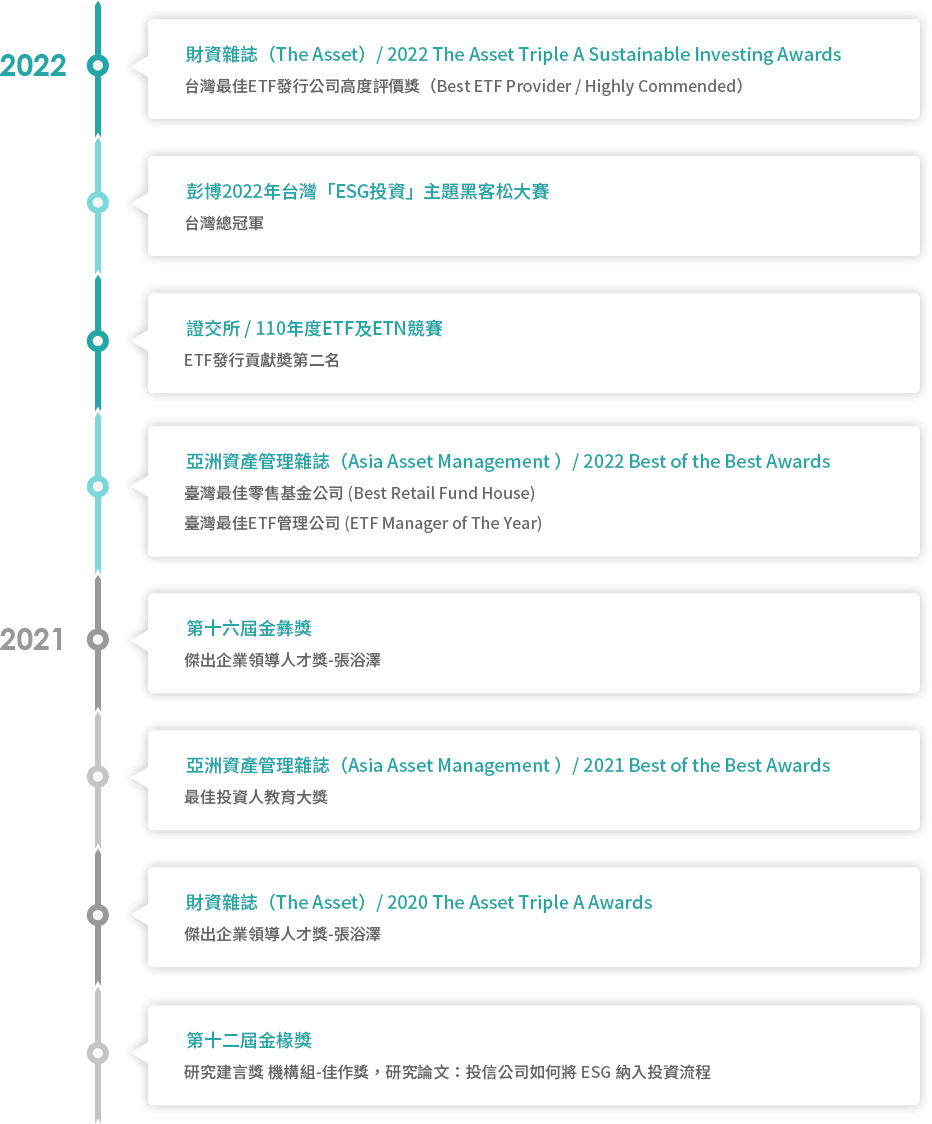 2022
財資雜誌（The Asset）/ 2022 The Asset Triple A Sustainable Investing Awards
台灣最佳ETF發行公司高度評價獎（Best ETF Provider / Highly Commended）
彭博2022年台灣「ESG投資」主題黑客松大賽
台灣總冠軍
證交所 / 110年度ETF及ETN競賽
ETF發行貢獻獎第二名
亞洲資產管理雜誌（Asia Asset Management ）/ 2022 Best of the Best Awards
臺灣最佳零售基金公司 (Best Retail Fund House)
臺灣最佳ETF管理公司 (ETF Manager of The Year)
2021
第十六屆金彝獎
傑出企業領導人才獎-張浴澤
亞洲資產管理雜誌（Asia Asset Management ）/ 2021 Best of the Best Awards
最佳投資人教育大獎
財資雜誌（The Asset）/ 2020 The Asset Triple A Awards
傑出企業領導人才獎-張浴澤
第十二屆金椽獎
研究建言獎 機構組-佳作獎，研究論文：投信公司如何將 ESG 納入投資流程